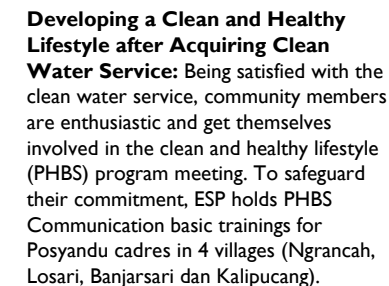 Developing a Clean and Healthy
Lifestyle after Acquiring Clean
Water Service: Being satisfied with the
clean water service, community members
are enthusiastic and get themselves
involved in the clean and healthy lifestyle
(PHBS) program meeting. To safeguard
their commitment, ESP holds PHBS
Communication basic trainings for
Posyandu cadres in 4 villages (Ngrancah,
Losari, Banjarsari dan Kalipucang).